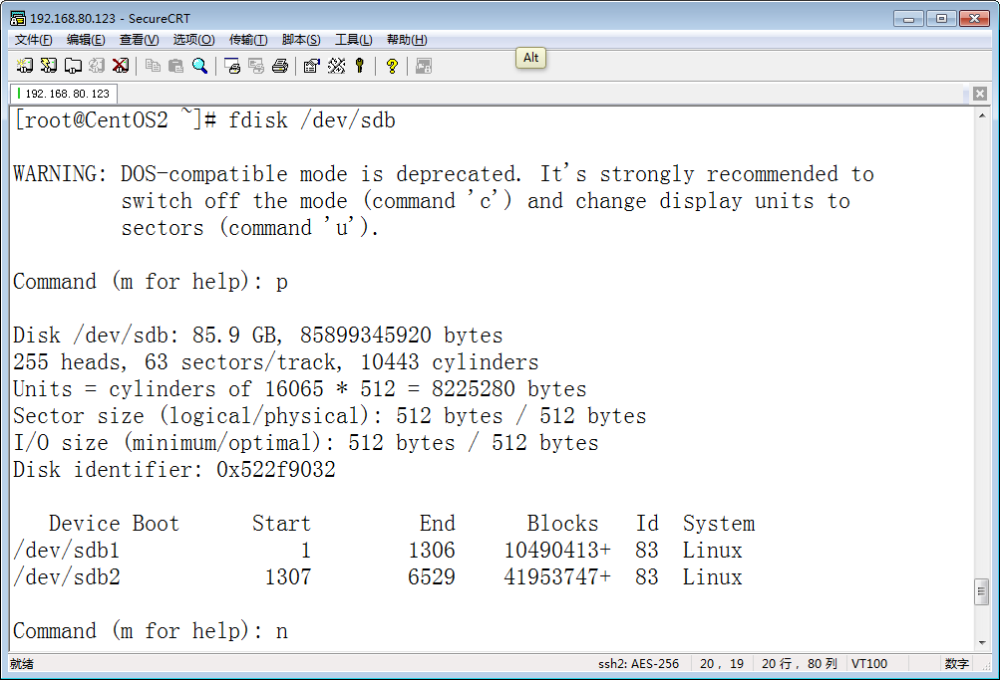 192.168.80.123 - SecureCRT
文件(F) 编辑(E) 查看(V) 选项(O) 传输(T) 脚本(S) 工具(L) 帮助(H)
Alt
192.168.80.123
[root@CentOS2 ~]# fdisk /dev/sdb
WARNING: DOS-compatible mode is deprecated. It's strongly recommended to
         switch off the mode (command 'c') and change display units to
         sectors (command 'u').
Command (m for help): p
Disk /dev/sdb: 85.9 GB, 85899345920 bytes
255 heads, 63 sectors/track, 10443 cylinders
Units = cylinders of 16065 * 512 = 8225280 bytes
Sector size (logical/physical): 512 bytes / 512 bytes
I/O size (minimum/optimal): 512 bytes / 512 bytes
Disk identifier: 0x522f9032
   Device Boot      Start         End      Blocks   Id  System
/dev/sdb1               1        1306    10490413+  83  Linux
/dev/sdb2            1307        6529    41953747+  83  Linux
Command (m for help): n
就绪 ssh2: AES-256 20, 19 20 行, 80 列 VT100 数字